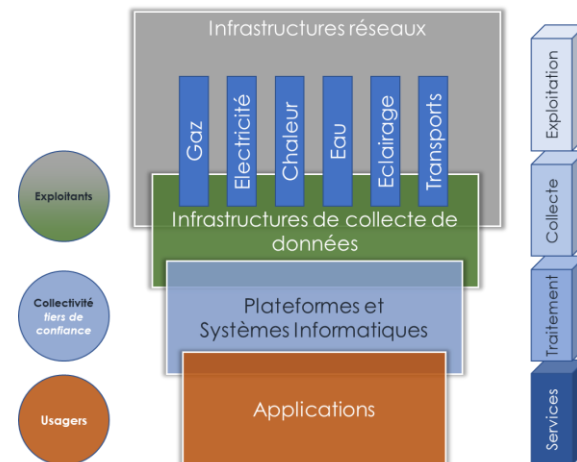 Infrastructures réseaux
Gaz
Electricité
Chaleur
Eau
Eclairage
Transports
Infrastructures de collecte de
données
Plateformes et
Systèmes Informatiques
Applications
Exploitants
Collectivité
tiers de
confiance
Usagers
Exploitation
Collecte
Traitement
Services